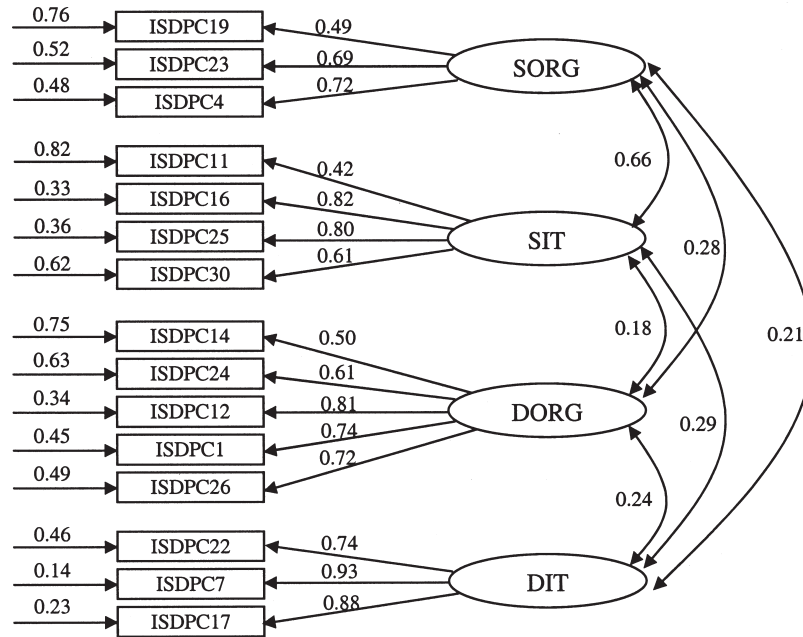 0.76 ISDPC19 0.49
0.52 ISDPC23 0.69 SORG
0.48 ISDPC4 0.72
0.82 ISDPC11 0.42 0.66
0.33 ISDPC16 0.82
0.36 ISDPC25 0.80 SIT 0.28
0.62 ISDPC30 0.61
0.75 ISDPC14 0.50 0.18 0.21
0.63 ISDPC24 0.61
0.34 ISDPC12 0.81 DORG 0.29
0.45 ISDPC1 0.74
0.49 ISDPC26 0.72 0.24
0.46 ISDPC22 0.74
0.14 ISDPC7 0.93 DIT
0.23 ISDPC17 0.88